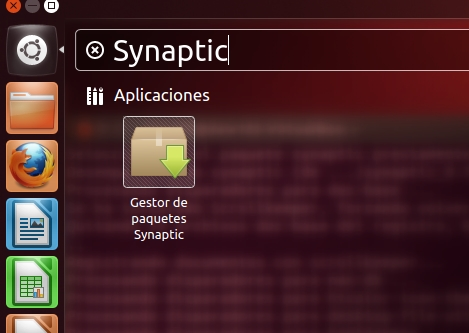 Synaptic
Aplicaciones
Gestor de
paquetes
Synaptic